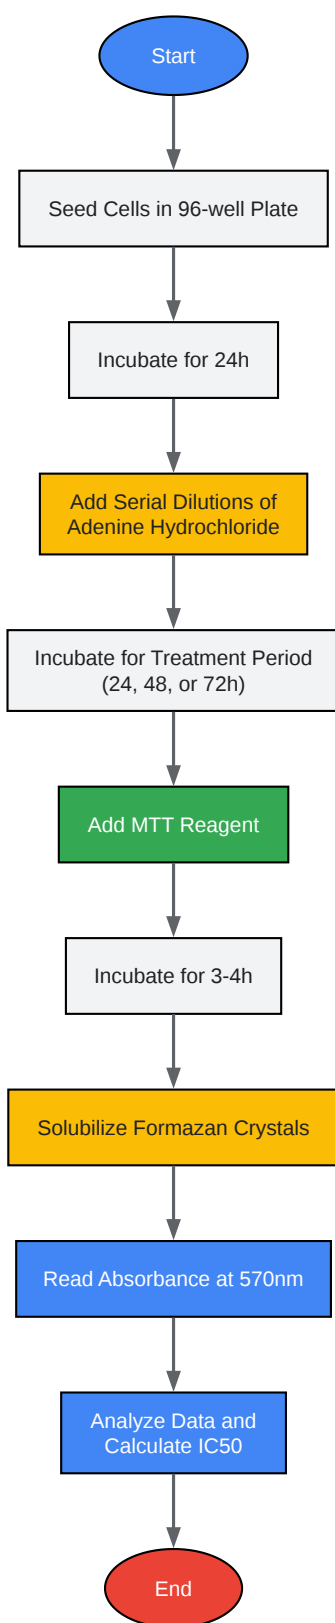 Start
Seed Cells in 96-well Plate
Incubate for 24h
Add Serial Dilutions of
Adenine Hydrochloride
Incubate for Treatment Period
(24, 48, or 72h)
Add MTT Reagent
Incubate for 3-4h
Solubilize Formazan Crystals
Read Absorbance at 570nm
Analyze Data and
Calculate IC50
End